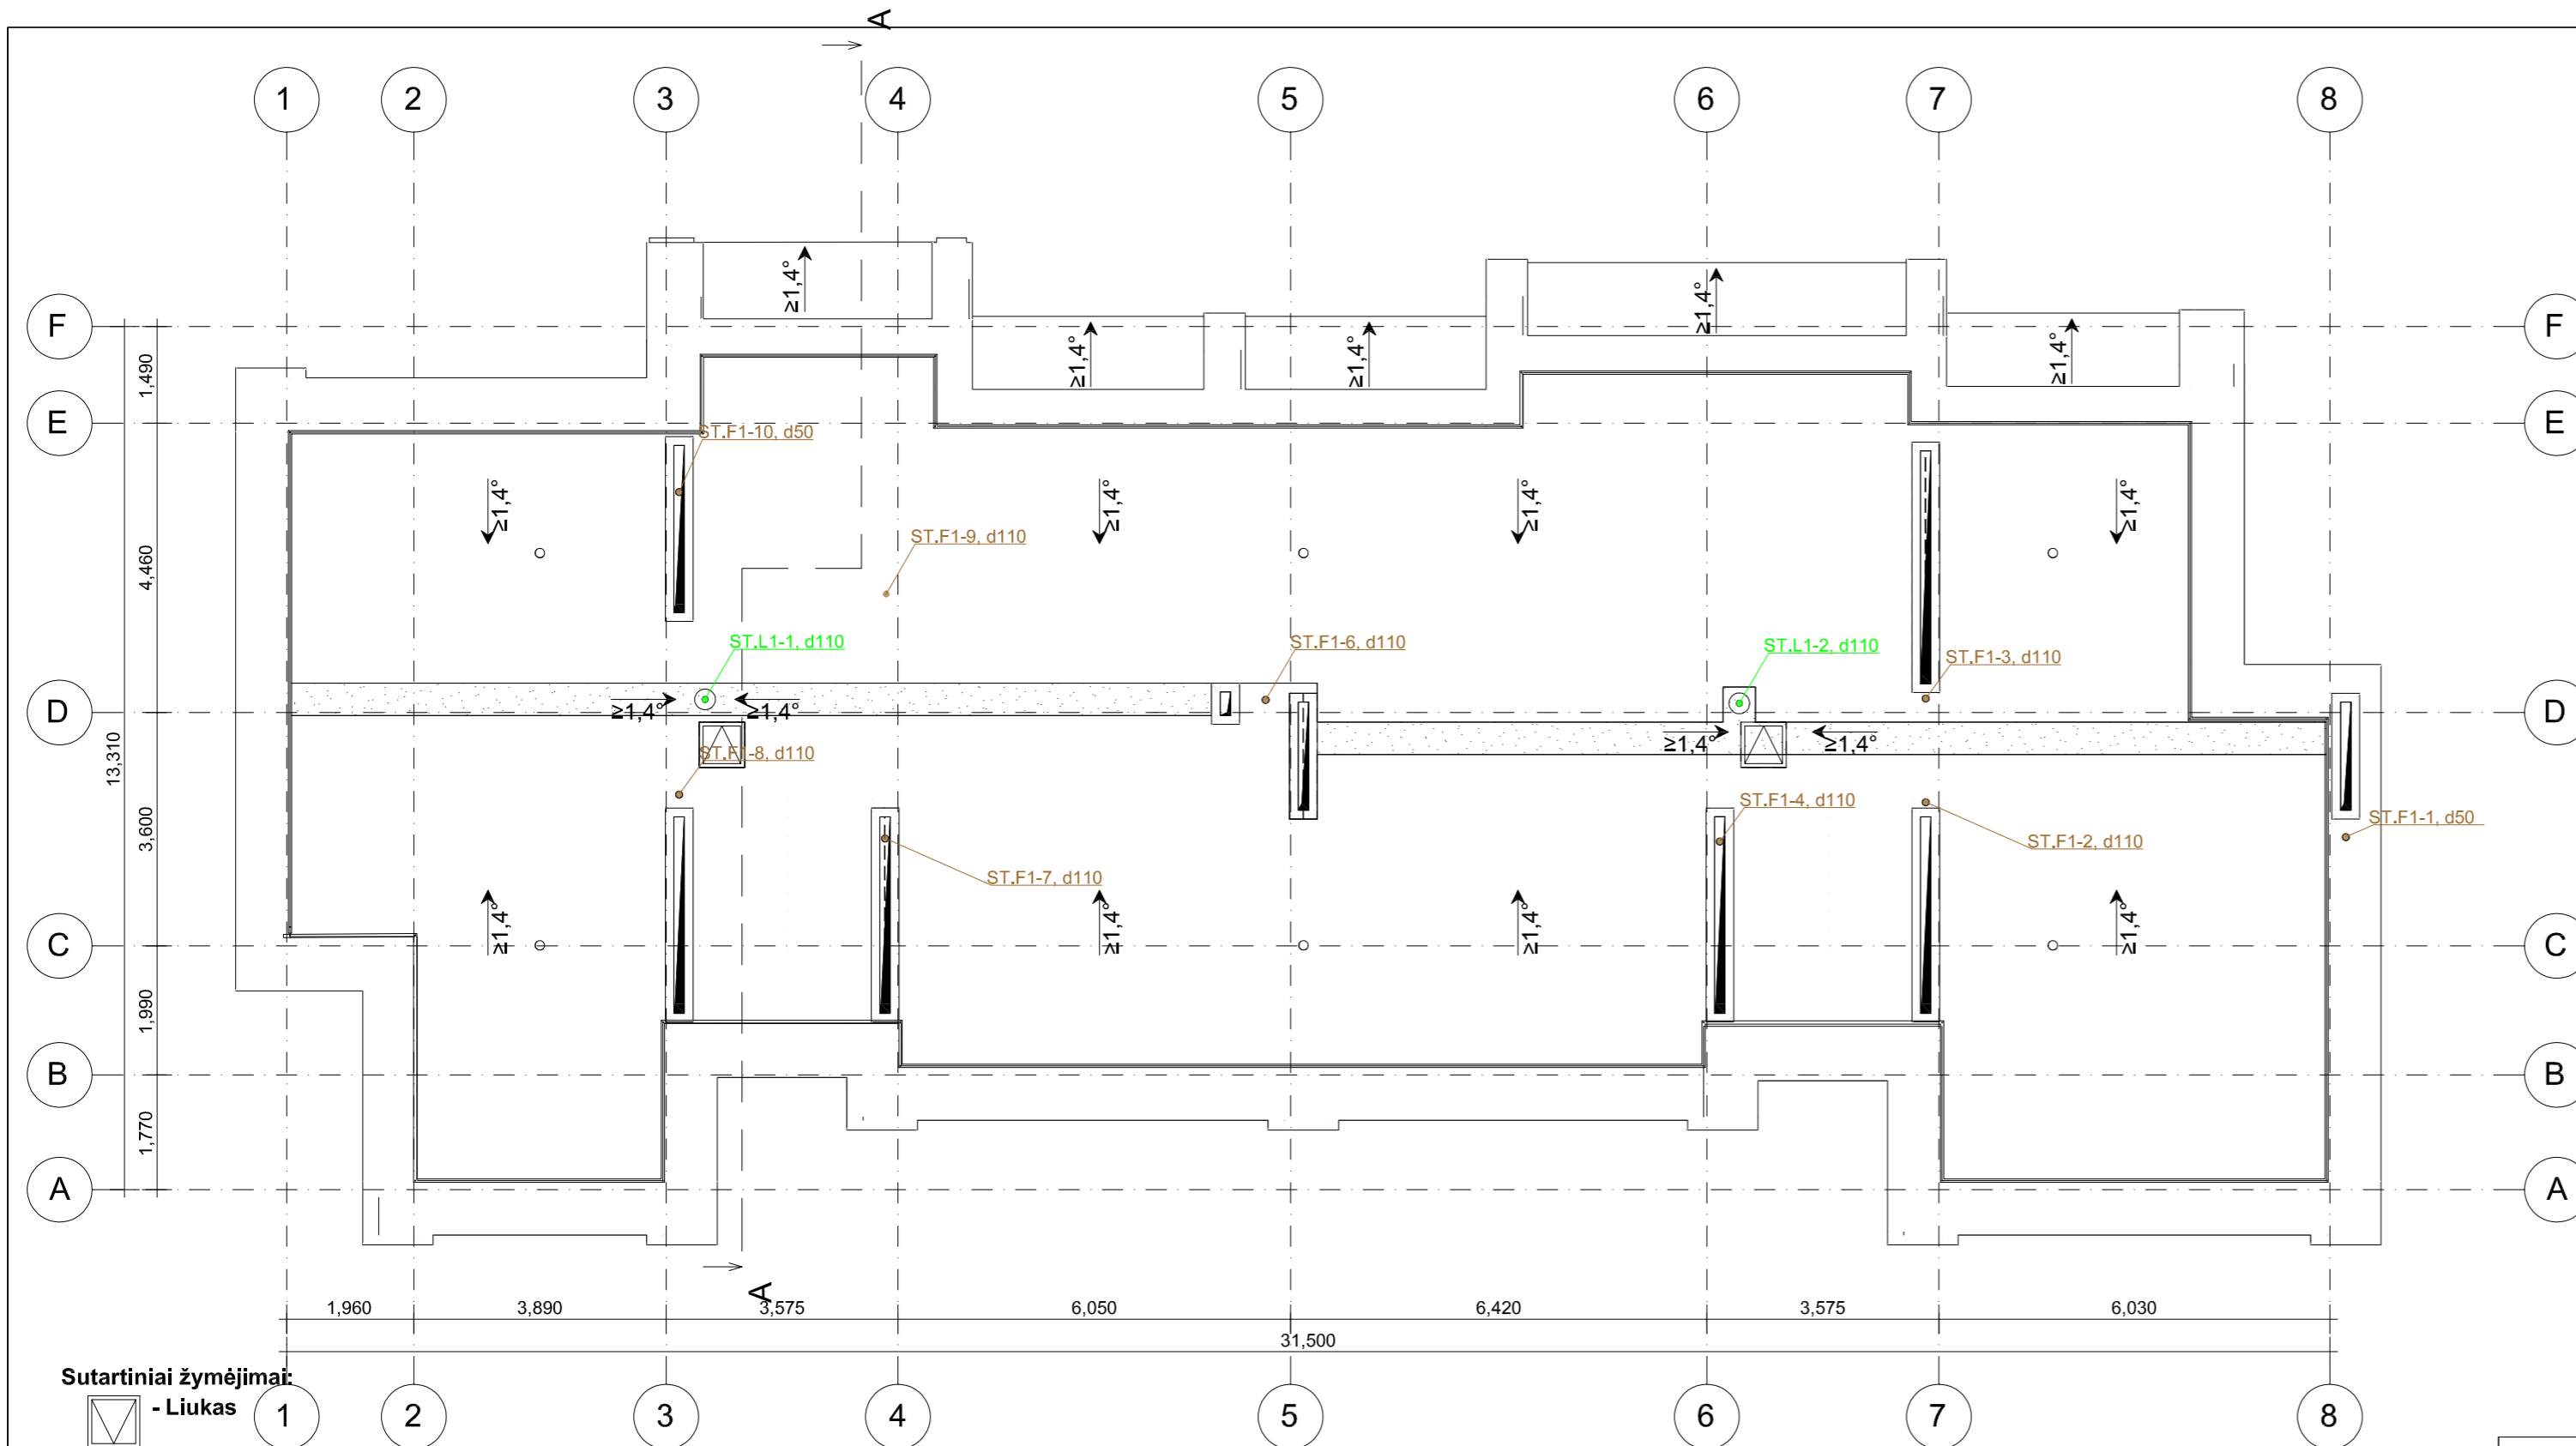 A
1 2 3 4 5 6 7 8
≥1,4°
≥1,4°
F F
≥1,4° ≥1,4° ≥1,4°
1,490
E E
ST.F1-10, d50
≥1,4° ≥1,4° ≥1,4° ≥1,4°
ST.F1-9, d110
4,460
ST.L1-1, d110 ST.F1-6, d110 ST.L1-2, d110
ST.F1-3, d110
D D
≥1,4° ≥1,4°
≥1,4° ≥1,4°
ST.F1-8, d110
13,310
ST.F1-4, d110
ST.F1-1, d50
3,600
ST.F1-2, d110
ST.F1-7, d110
≥1,4° ≥1,4° ≥1,4° ≥1,4°
C C
1,990
B B
1,770
A A
A
1,960 3,890 3,575 6,050 6,420 3,575 6,030
31,500
Sutartiniai žymėjimai:
- Liukas
1 2 3 4 5 6 7 8